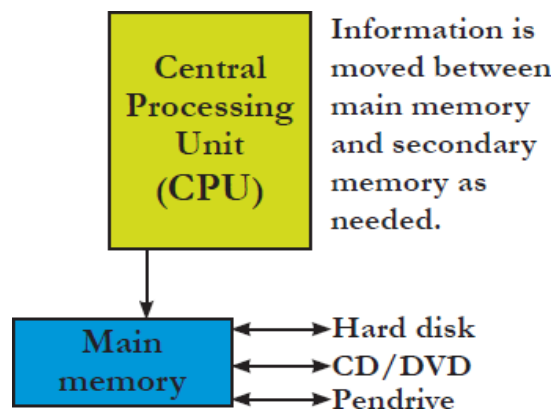 Central
Processing
Unit
(CPU)
Information is
moved between
main memory
and secondary
memory as
needed.
Main
memory
Hard disk
CD/DVD
Pendrive